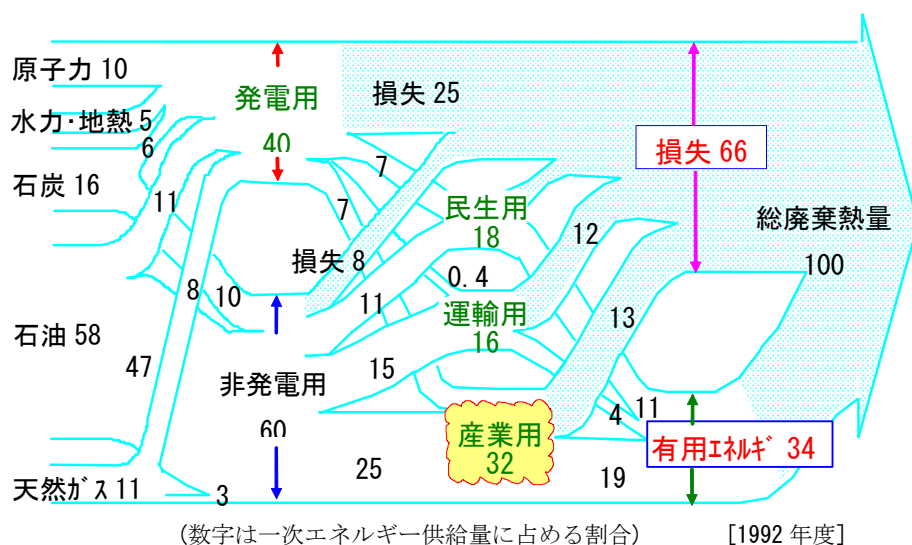 原子力 10
水力・地熱 5
6
石炭 16
11
8
10
石油 58
47
天然ガス 11
3
発電用
40
損失 25
7
7
損失 8
非発電用
60
11
15
25
民生用
18
0.4
運輸用
16
産業用
32
12
13
4
11
19
損失 66
有用エネルギ 34
総廃棄熱量
100
(数字は一次エネルギー供給量に占める割合)
[1992 年度]